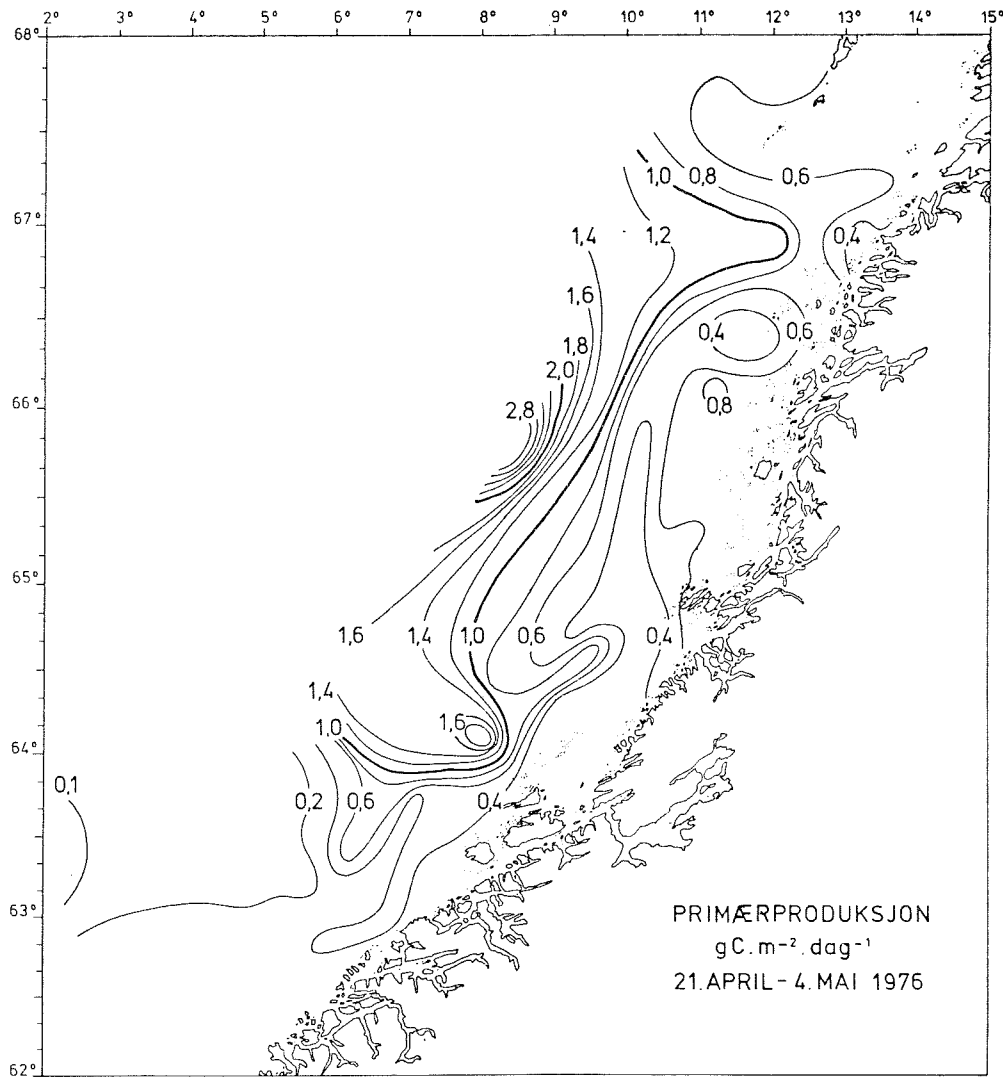 2° 3° 4° 5° 6° 7° 8° 9° 10° 11° 12° 13° 14° 15°
68°
0,6
1,0 0,8
67°
1,4 1,2 0,4
1,6
1,8 0,4 0,6
2,0
66°
2,8 0,8
65°
1,6 1,4 1,0 0,6 0,4
1,4
1,0 1,6
64°
0,1 0,2 0,6 0,4
63°
PRIMÆRPRODUKSJON
gC.m⁻².dag⁻¹
21.APRIL-4.MAI 1976
62°